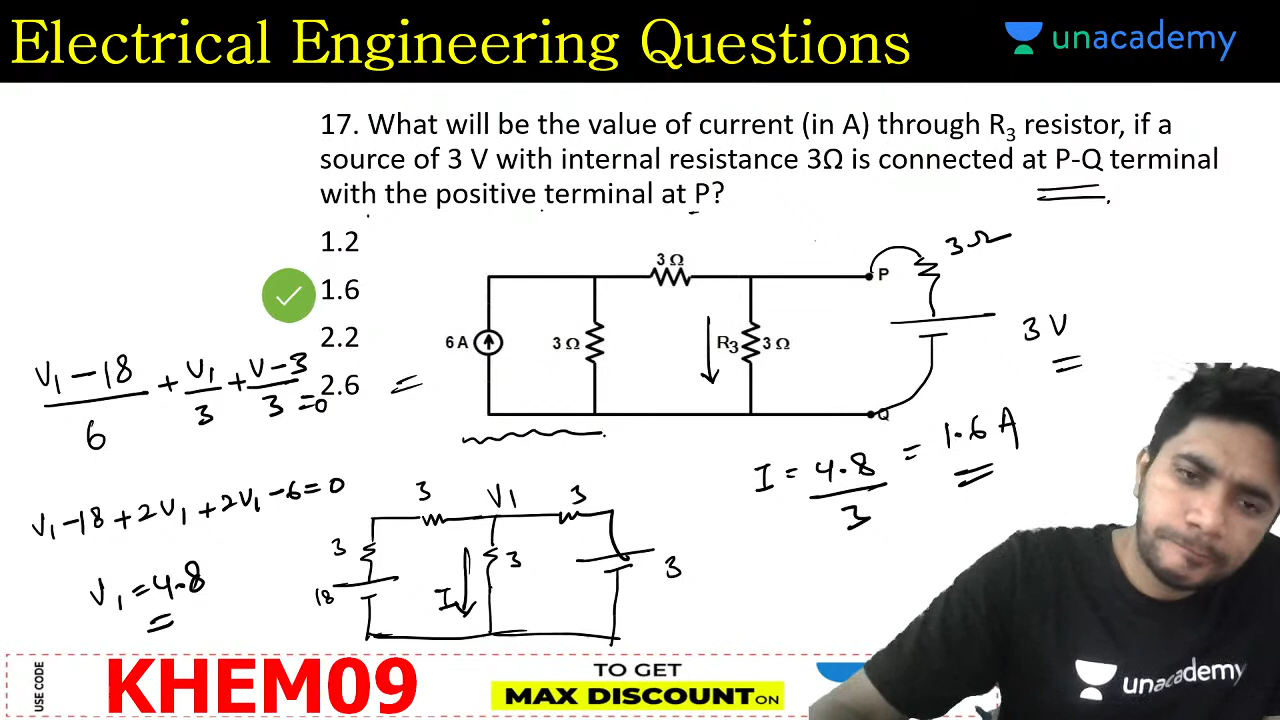 Electrical Engineering Questions
unacademy
17. What will be the value of current (in A) through R₃ resistor, if a
source of 3 V with internal resistance 3Ω is connected at P-Q terminal
with the positive terminal at P?
1.2
1.6
2.2
2.6
3 Ω
P
3Ω
6 A
3 Ω
R₃
3 Ω
3 V
Q
V₁ - 18 / 6 + V₁ / 3 + V - 3 / 3 = 0
=
V₁ - 18 + 2V₁ + 2V₁ - 6 = 0
V₁ = 4.8
3
V1
3
3
3
18
I
3
I = 4.8 / 3 = 1.6 A
USE CODE
KHEM09
TO GET
MAX DISCOUNT ON
unacademy